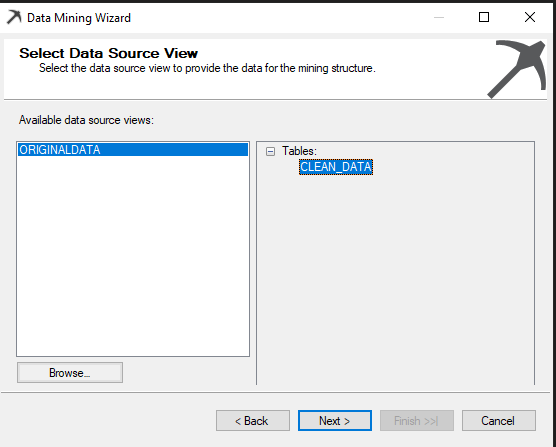 Data Mining Wizard
Select Data Source View
Select the data source view to provide the data for the mining structure.
Available data source views:
ORIGINALDATA
Tables:
CLEAN_DATA
Browse...
< Back
Next >
Finish >>|
Cancel